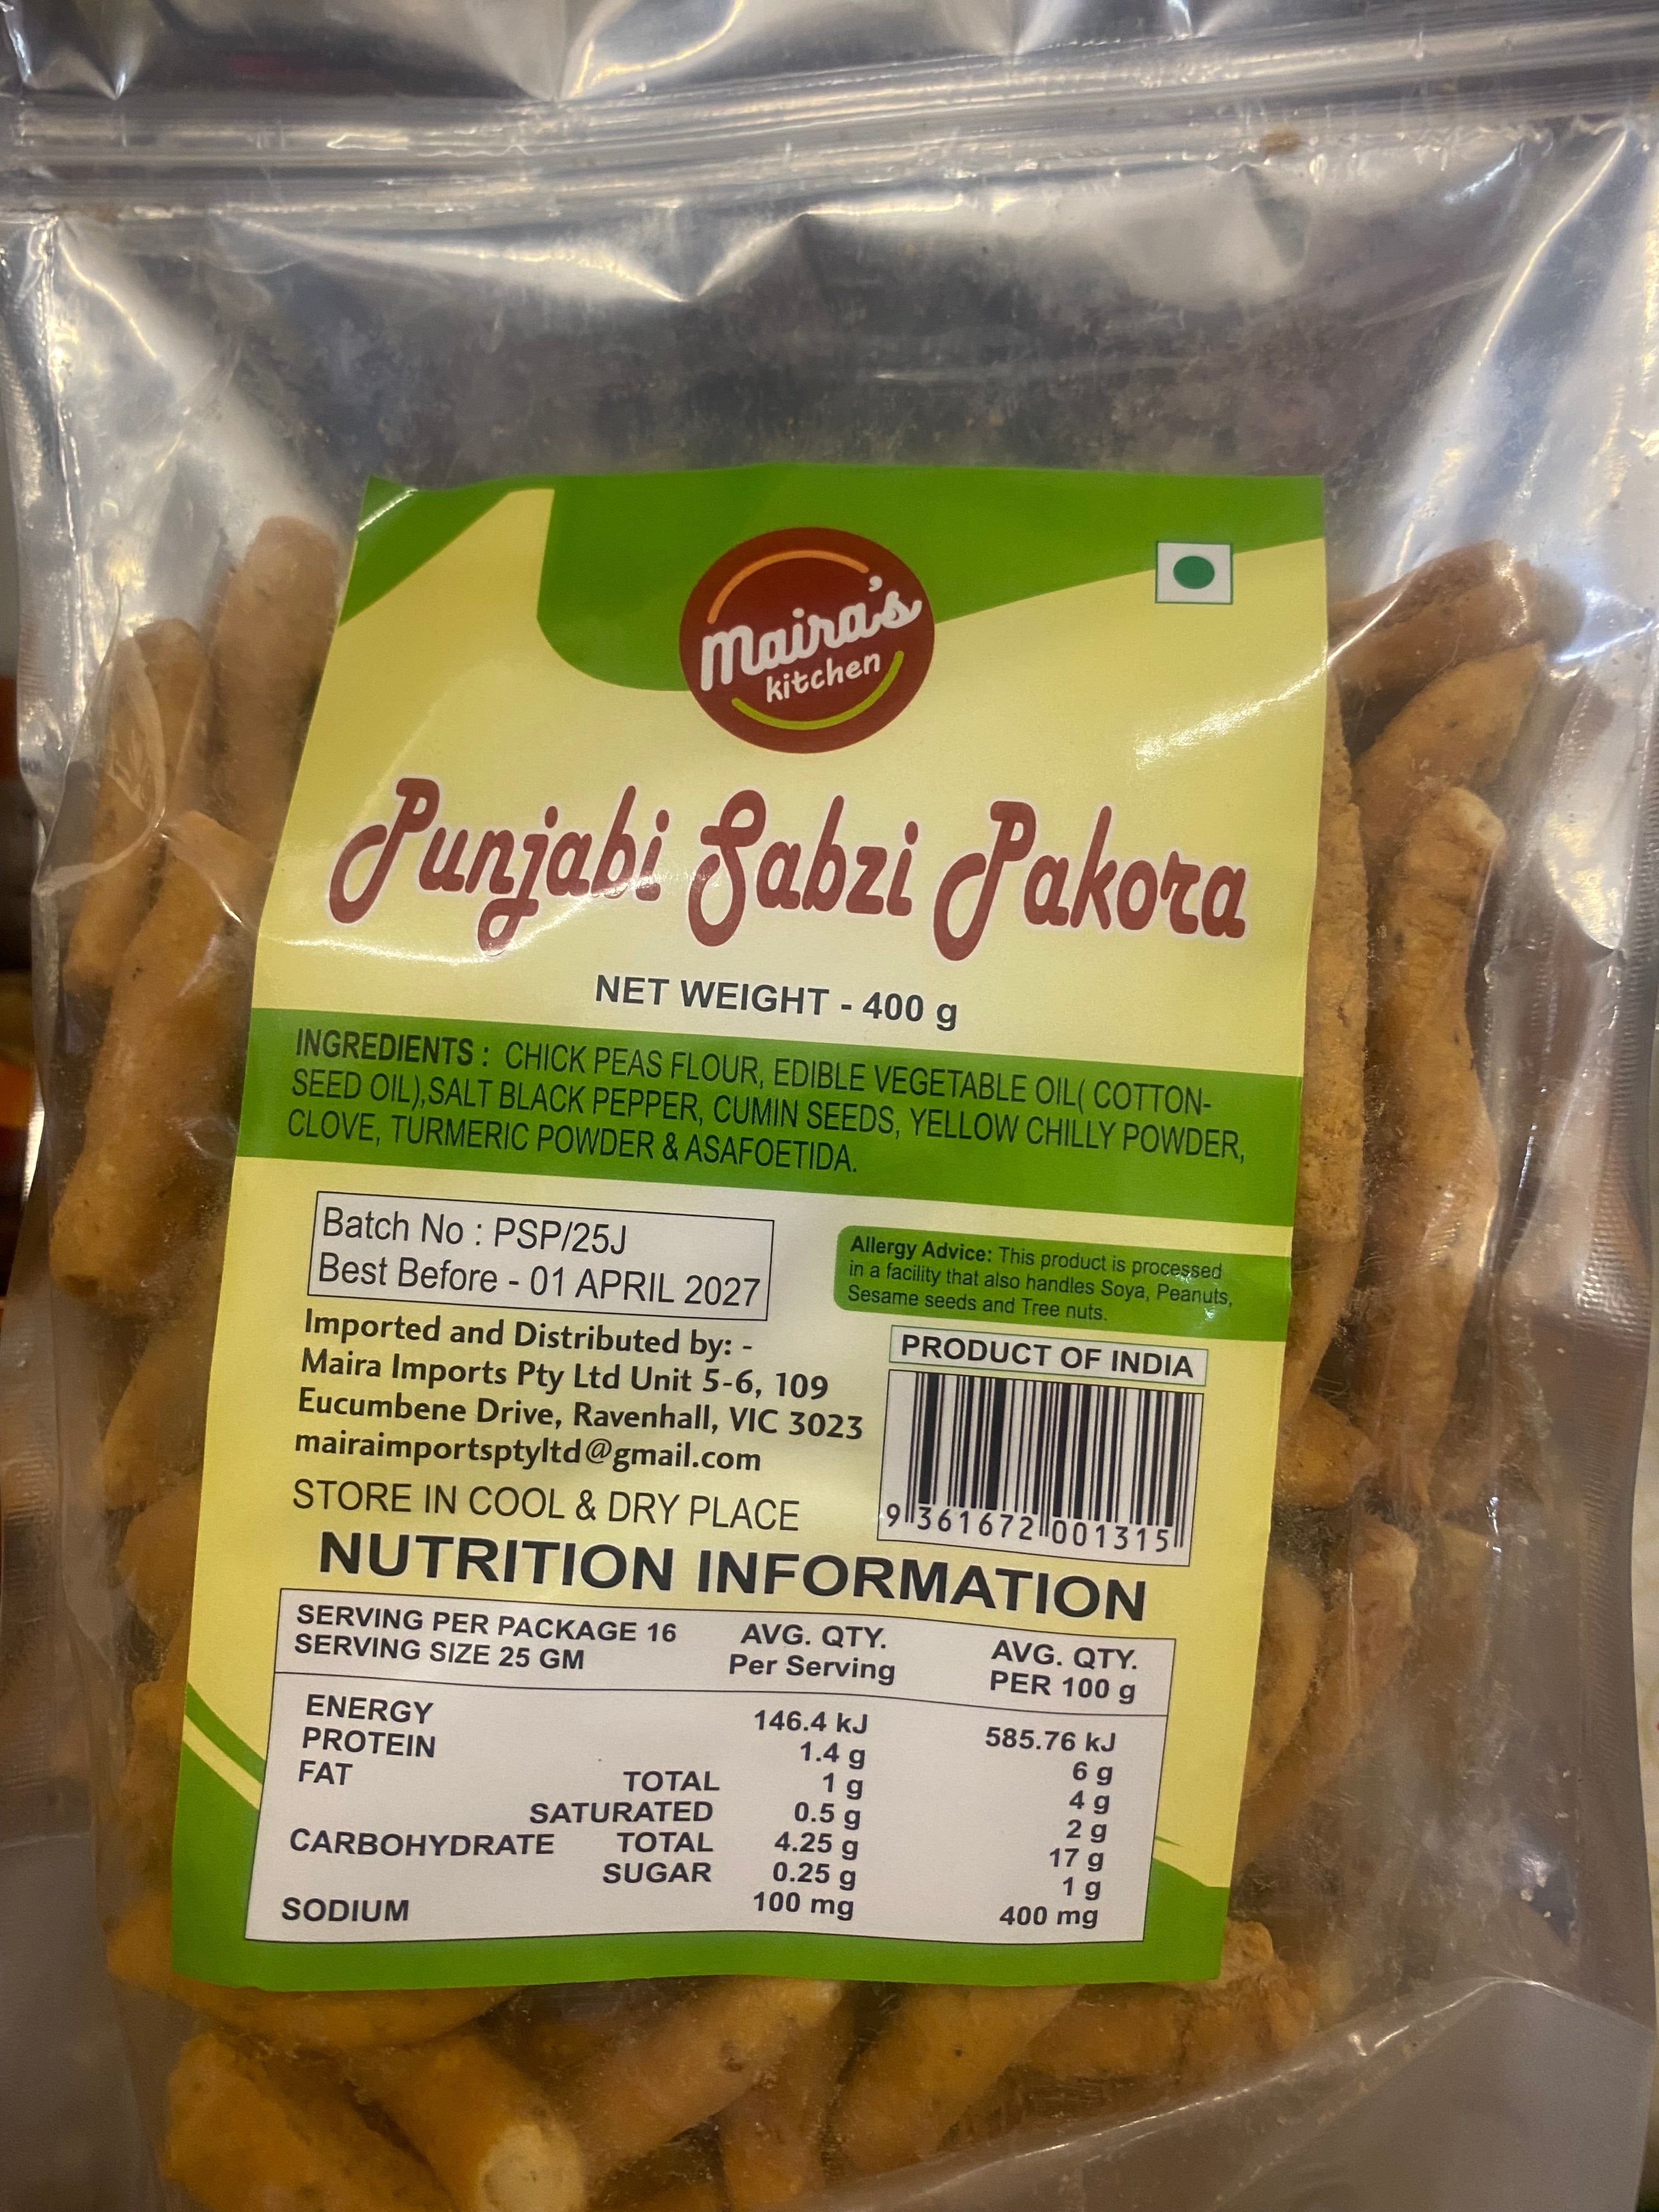 Maira's
kitchen
Punjabi Sabzi Pakora
NET WEIGHT - 400 g
INGREDIENTS : CHICK PEAS FLOUR, EDIBLE VEGETABLE OIL( COTTON-
SEED OIL),SALT BLACK PEPPER, CUMIN SEEDS, YELLOW CHILLY POWDER,
CLOVE, TURMERIC POWDER & ASAFOETIDA.
Batch No : PSP/25J
Best Before - 01 APRIL 2027
Allergy Advice: This product is processed
in a facility that also handles Soya, Peanuts,
Sesame seeds and Tree nuts.
Imported and Distributed by: -
Maira Imports Pty Ltd Unit 5-6, 109
Eucumbene Drive, Ravenhall, VIC 3023
mairaimportsptyltd@gmail.com
STORE IN COOL & DRY PLACE
PRODUCT OF INDIA
9 361672 001315
NUTRITION INFORMATION
SERVING PER PACKAGE 16 AVG. QTY. AVG. QTY.
SERVING SIZE 25 GM Per Serving PER 100 g
ENERGY 146.4 kJ 585.76 kJ
PROTEIN 1.4 g 6 g
FAT TOTAL 1 g 4 g
SATURATED 0.5 g 2 g
CARBOHYDRATE TOTAL 4.25 g 17 g
SUGAR 0.25 g 1 g
SODIUM 100 mg 400 mg